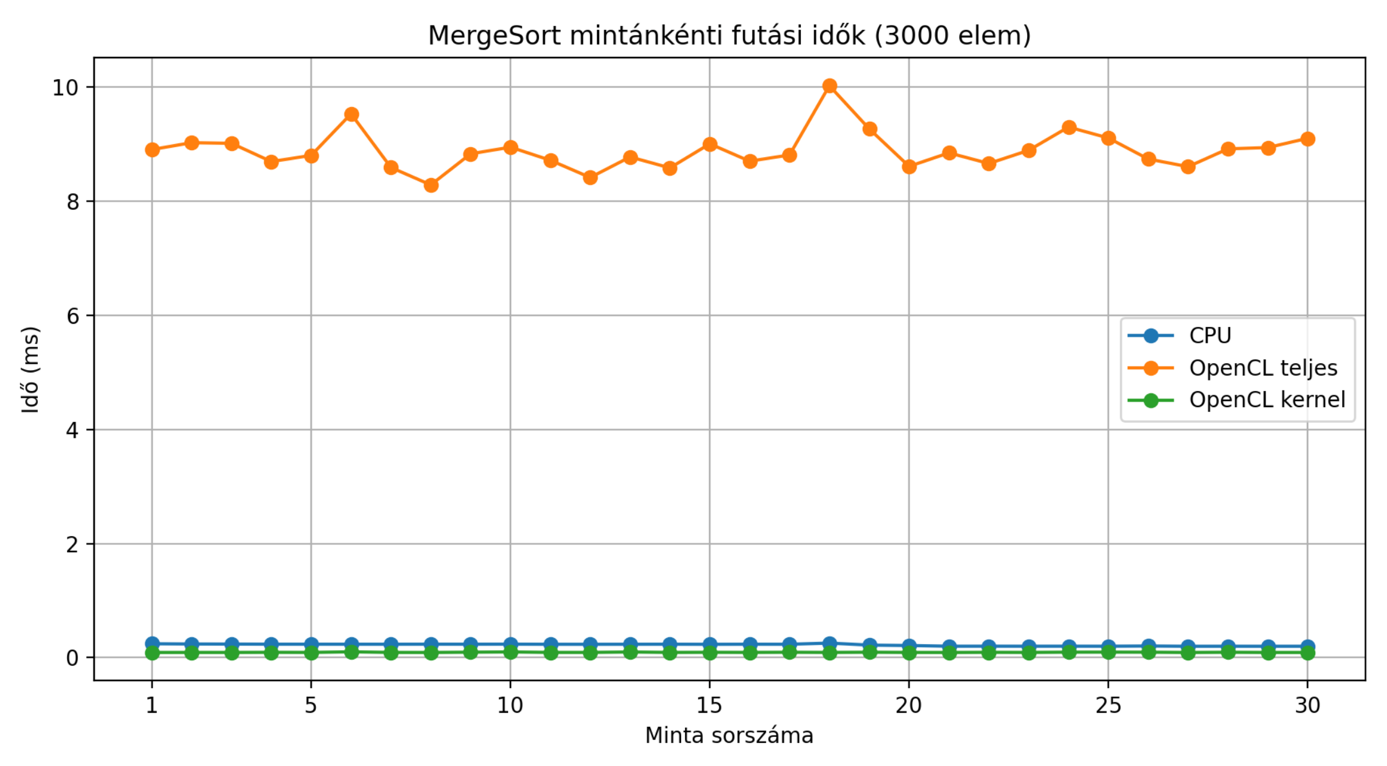 MergeSort mintánkénti futási idők (3000 elem)
10
8
6
4
2
0
Idő (ms)
CPU
OpenCL teljes
OpenCL kernel
1 5 10 15 20 25 30
Minta sorszáma